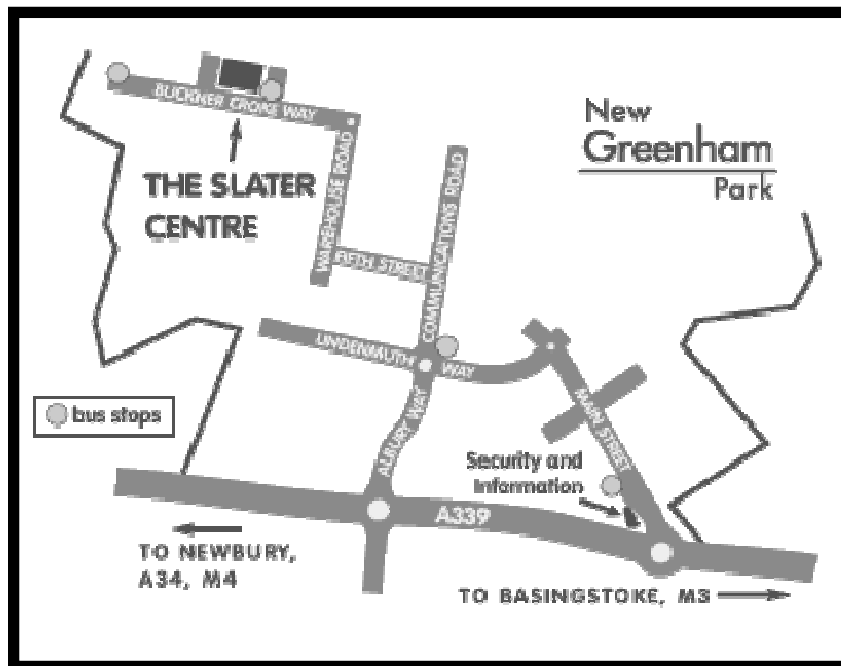 BUCKNER CROKE WAY
New
Greenham
Park
THE SLATER
CENTRE
WAREHOUSE ROAD
COMMUNICATIONS ROAD
FIFTH STREET
LINDENMUTH WAY
bus stops
ALBURY WAY
MAIN STREET
Security and
Information
A339
TO NEWBURY,
A34, M4
TO BASINGSTOKE, M3